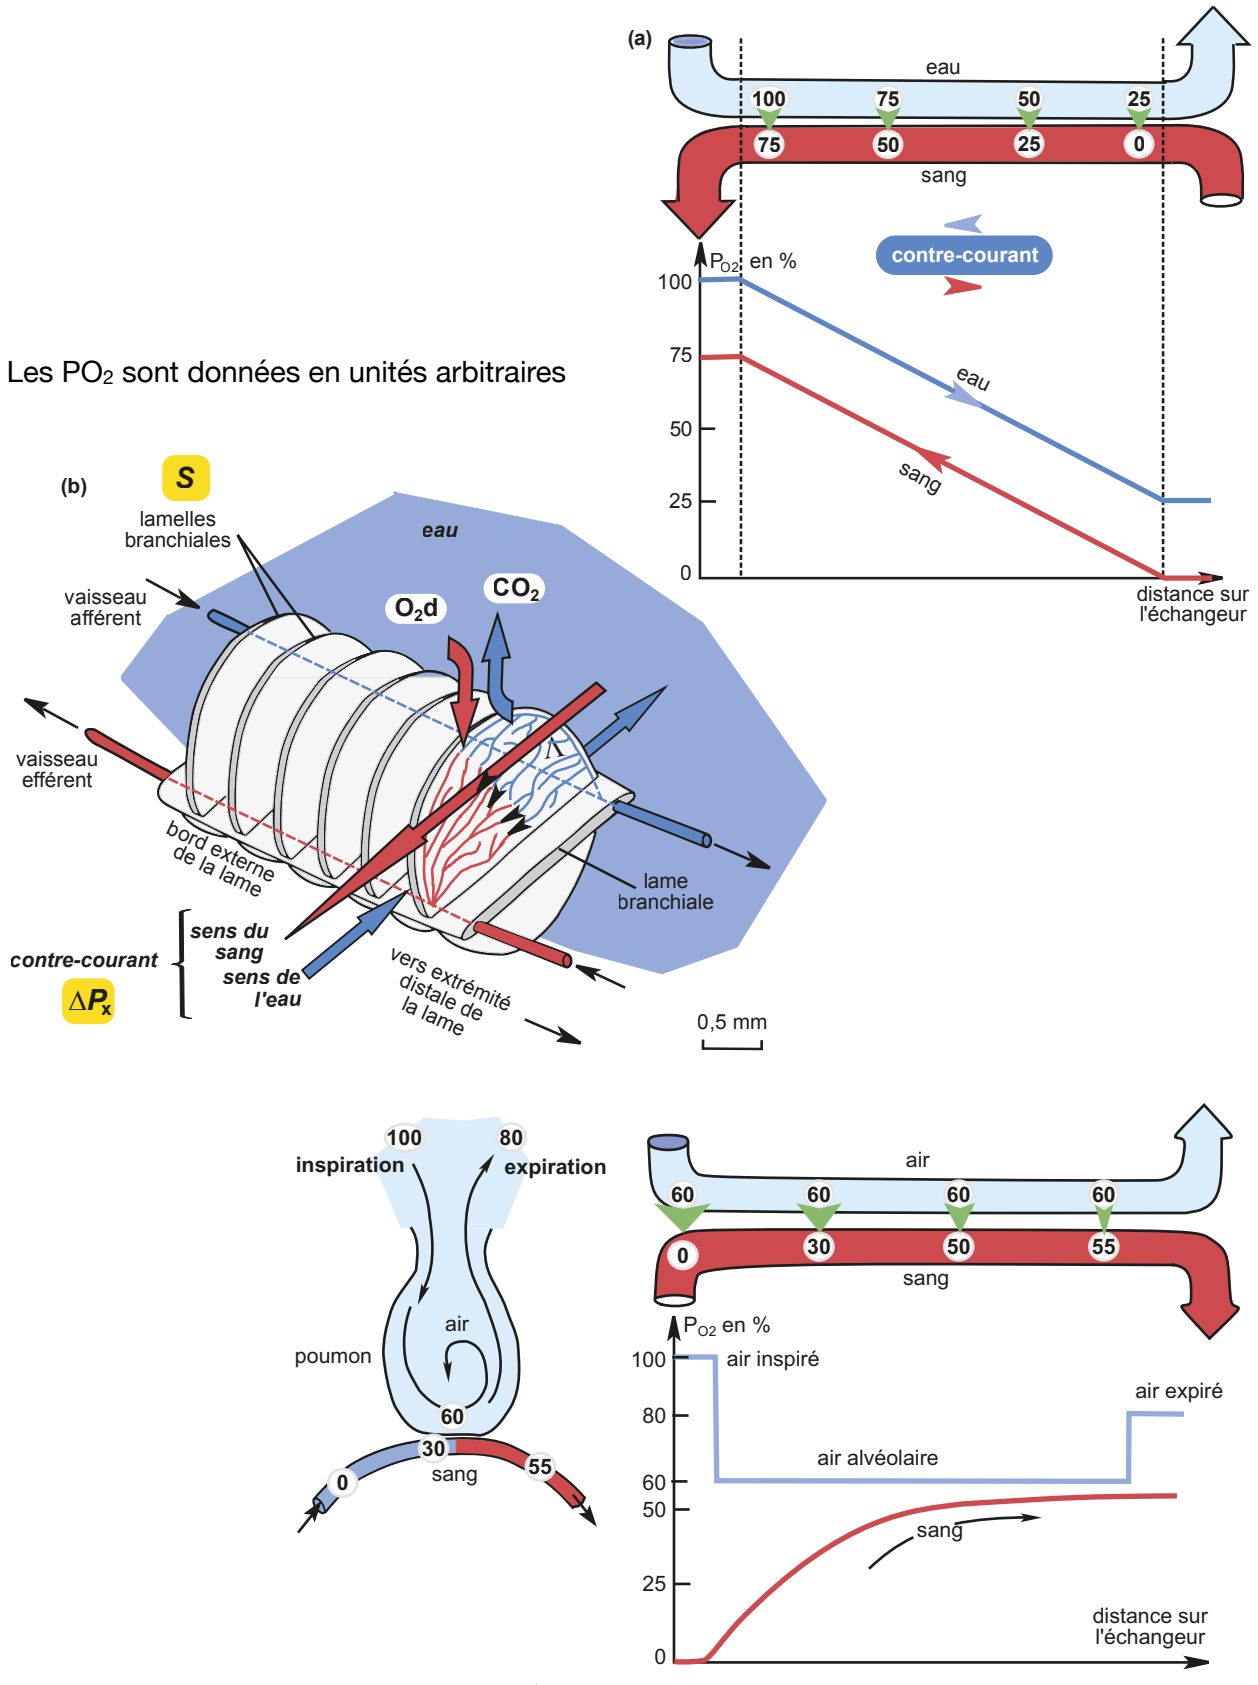 (a)
eau
100 75 50 25
75 50 25 0
sang
contre-courant
PO2 en %
100
75
50
25
0
eau
sang
distance sur
l'échangeur
Les PO2 sont données en unités arbitraires
(b)
S
lamelles
branchiales
eau
vaisseau
afférent
O2d
CO2
V
vaisseau
efférent
bord externe
de la lame
lame
branchiale
contre-courant
ΔPx
sens du
sang
sens de
l'eau
vers extrémité
distale de
la lame
0,5 mm
100 80
inspiration expiration
air
poumon
60
30
sang
0
55
air
60 60 60 60
0 30 50 55
sang
PO2 en %
100
80
60
50
25
0
air inspiré
air expiré
air alvéolaire
sang
distance sur
l'échangeur